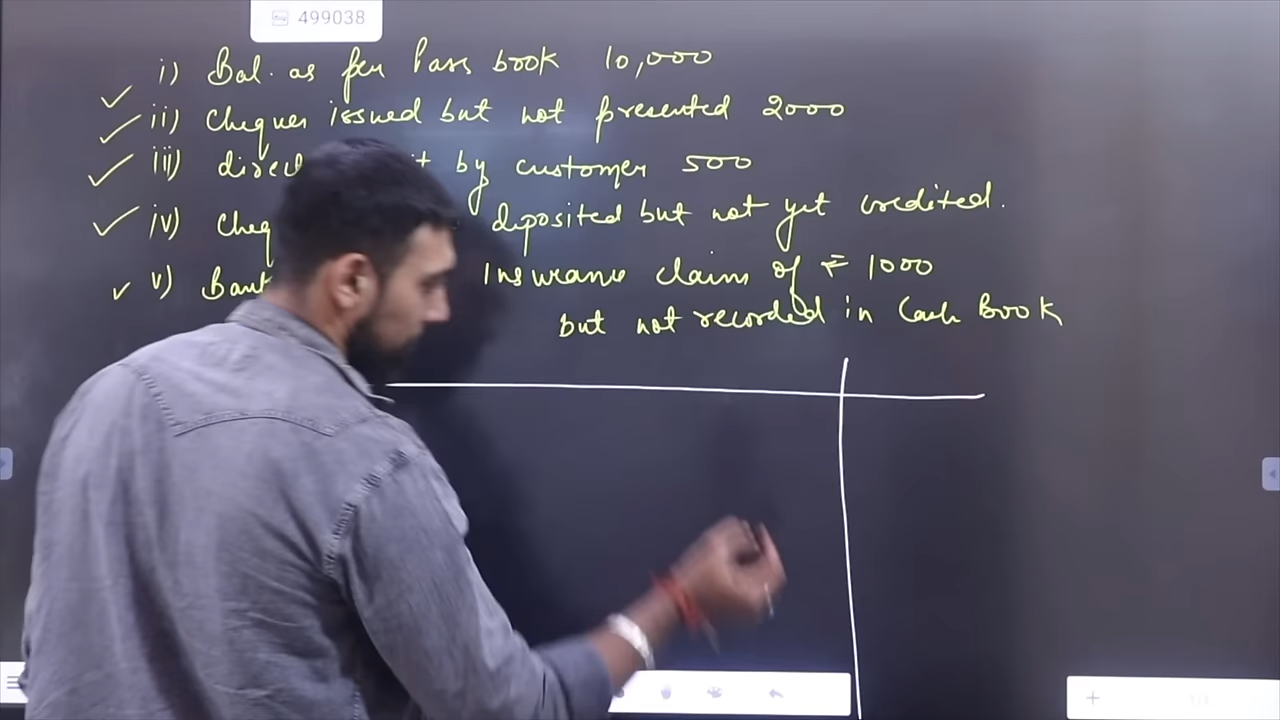 499038
i) Bal. as per Pass book 10,000
ii) Cheques issued but not presented 2000
iii) by customer 500
iv) deposited but not yet credited.
v) Insurance claim of ₹ 1000
but not recorded in Cash Book